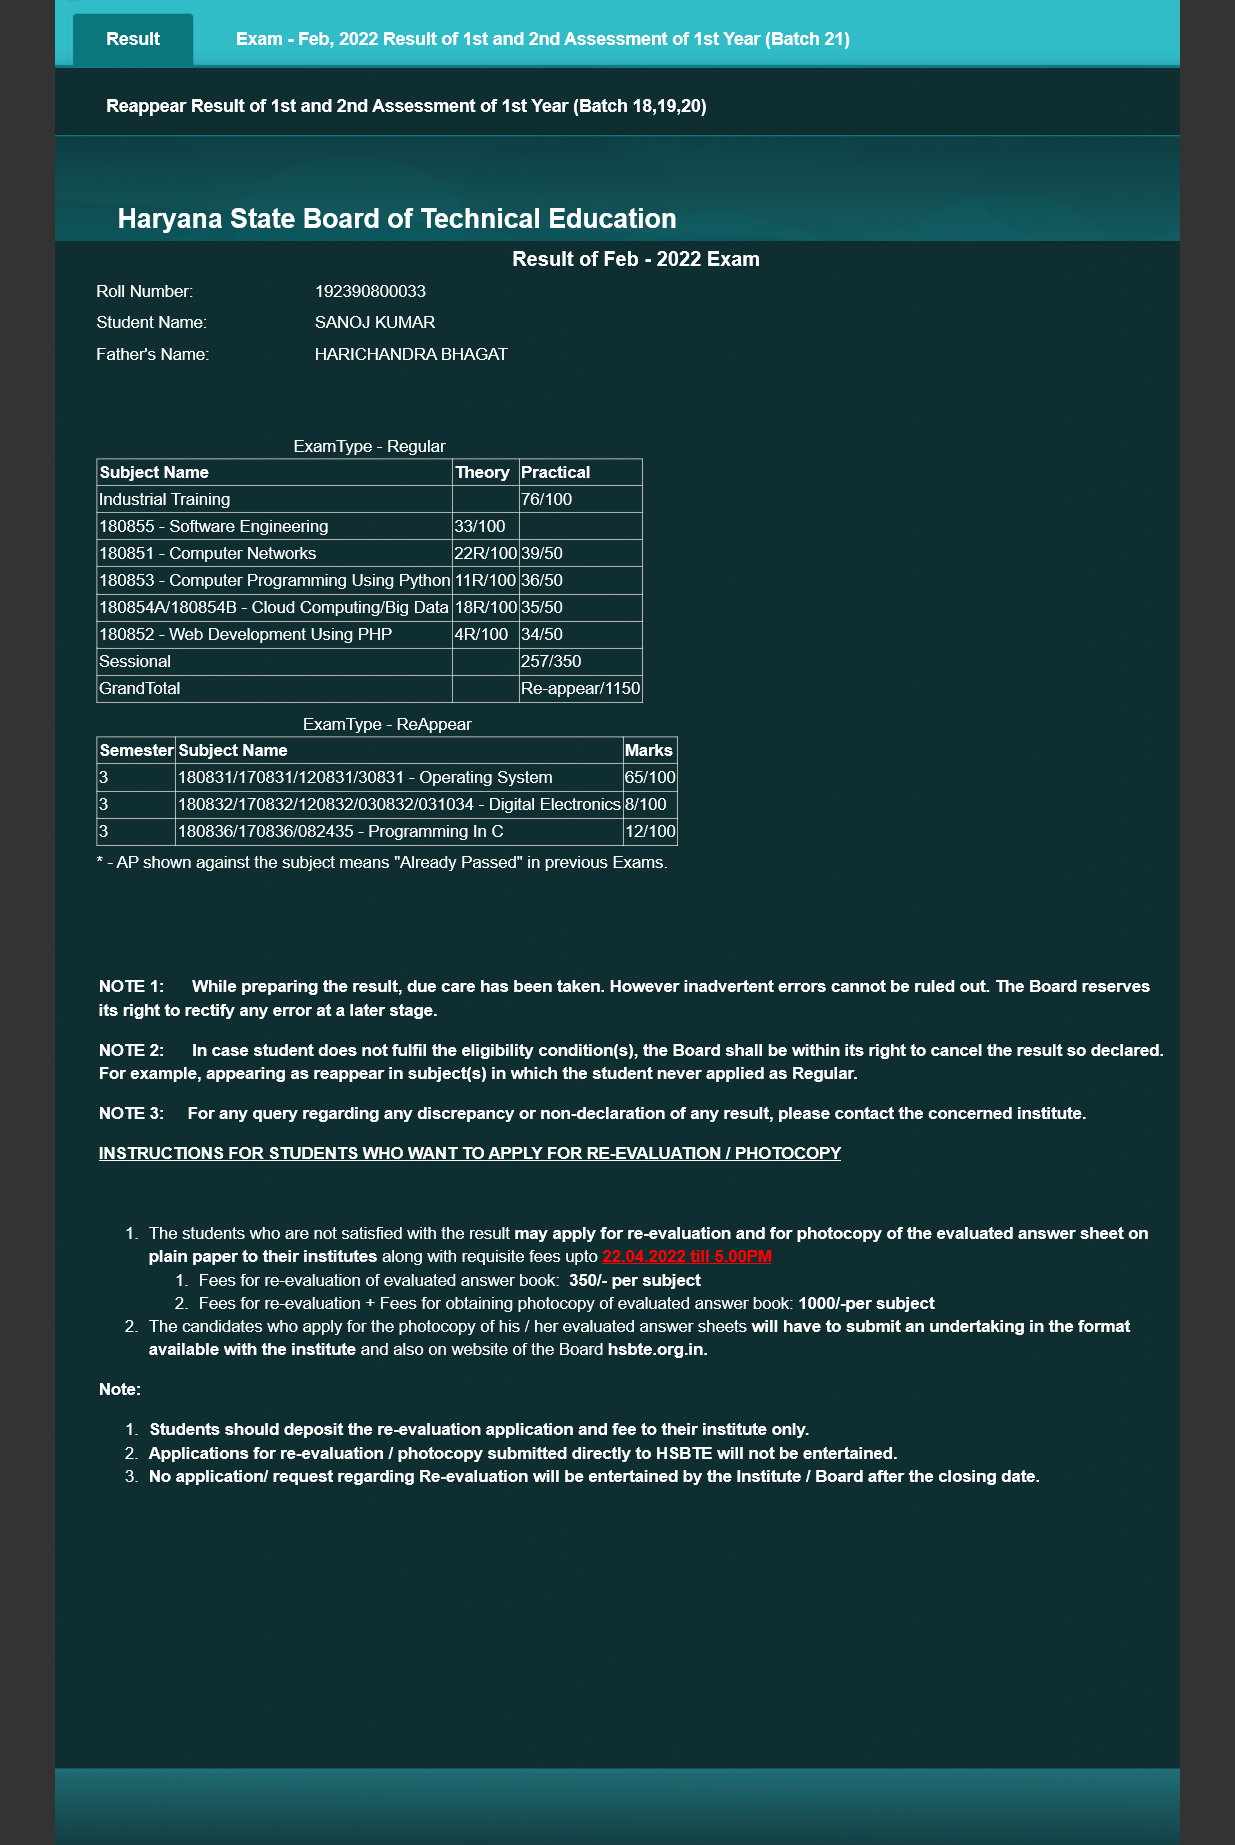 Result Exam - Feb, 2022 Result of 1st and 2nd Assessment of 1st Year (Batch 21)
Reappear Result of 1st and 2nd Assessment of 1st Year (Batch 18,19,20)
Haryana State Board of Technical Education
Result of Feb - 2022 Exam
Roll Number: 192390800033
Student Name: SANOJ KUMAR
Father's Name: HARICHANDRA BHAGAT
ExamType - Regular
Subject Name Theory Practical
Industrial Training 76/100
180855 - Software Engineering 33/100
180851 - Computer Networks 22R/100 39/50
180853 - Computer Programming Using Python 11R/100 36/50
180854A/180854B - Cloud Computing/Big Data 18R/100 35/50
180852 - Web Development Using PHP 4R/100 34/50
Sessional 257/350
GrandTotal Re-appear/1150
ExamType - ReAppear
Semester Subject Name Marks
3 180831/170831/120831/30831 - Operating System 65/100
3 180832/170832/120832/030832/031034 - Digital Electronics 8/100
3 180836/170836/082435 - Programming In C 12/100
* - AP shown against the subject means "Already Passed" in previous Exams.
NOTE 1: While preparing the result, due care has been taken. However inadvertent errors cannot be ruled out. The Board reserves
its right to rectify any error at a later stage.
NOTE 2: In case student does not fulfil the eligibility condition(s), the Board shall be within its right to cancel the result so declared.
For example, appearing as reappear in subject(s) in which the student never applied as Regular.
NOTE 3: For any query regarding any discrepancy or non-declaration of any result, please contact the concerned institute.
INSTRUCTIONS FOR STUDENTS WHO WANT TO APPLY FOR RE-EVALUATION / PHOTOCOPY
1. The students who are not satisfied with the result may apply for re-evaluation and for photocopy of the evaluated answer sheet on
plain paper to their institutes along with requisite fees upto 22.04.2022 till 5.00PM
1. Fees for re-evaluation of evaluated answer book: 350/- per subject
2. Fees for re-evaluation + Fees for obtaining photocopy of evaluated answer book: 1000/-per subject
2. The candidates who apply for the photocopy of his / her evaluated answer sheets will have to submit an undertaking in the format
available with the institute and also on website of the Board hsbte.org.in.
Note:
1. Students should deposit the re-evaluation application and fee to their institute only.
2. Applications for re-evaluation / photocopy submitted directly to HSBTE will not be entertained.
3. No application/ request regarding Re-evaluation will be entertained by the Institute / Board after the closing date.